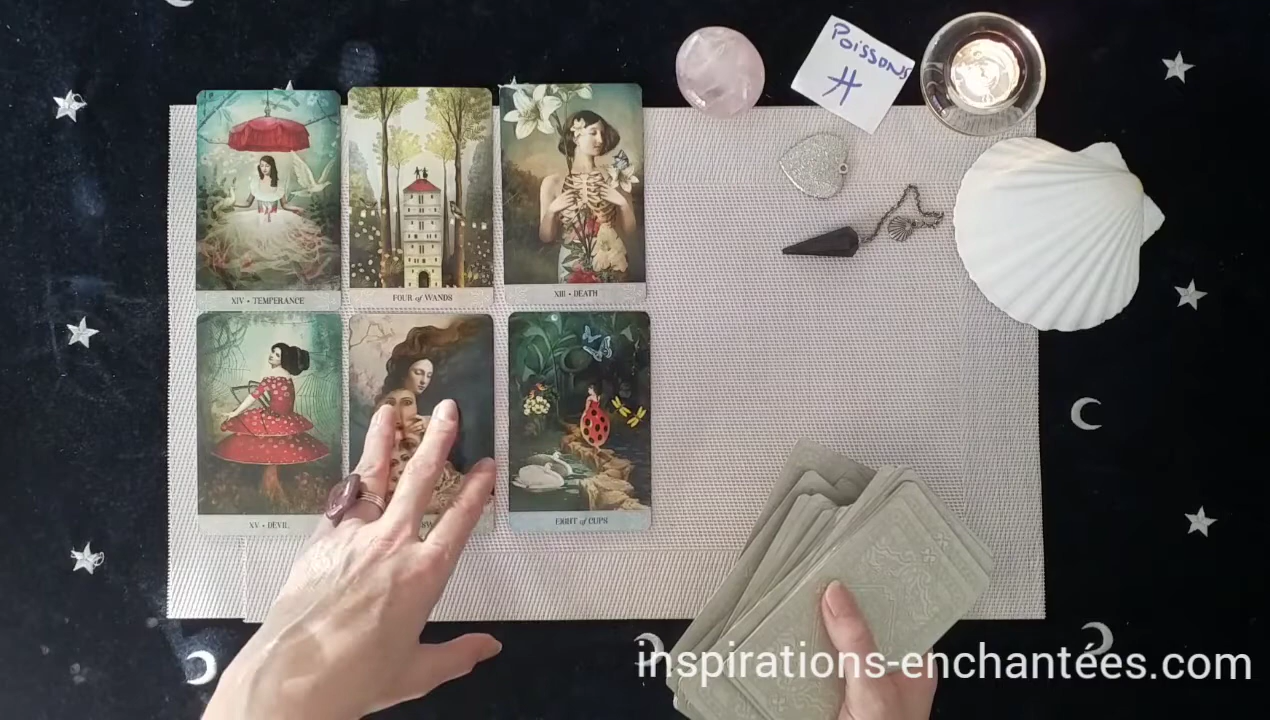 Poissons
XIV • TEMPERANCE
FOUR of WANDS
XIII • DEATH
XV • DEVIL
EIGHT of CUPS
inspirations-enchantées.com